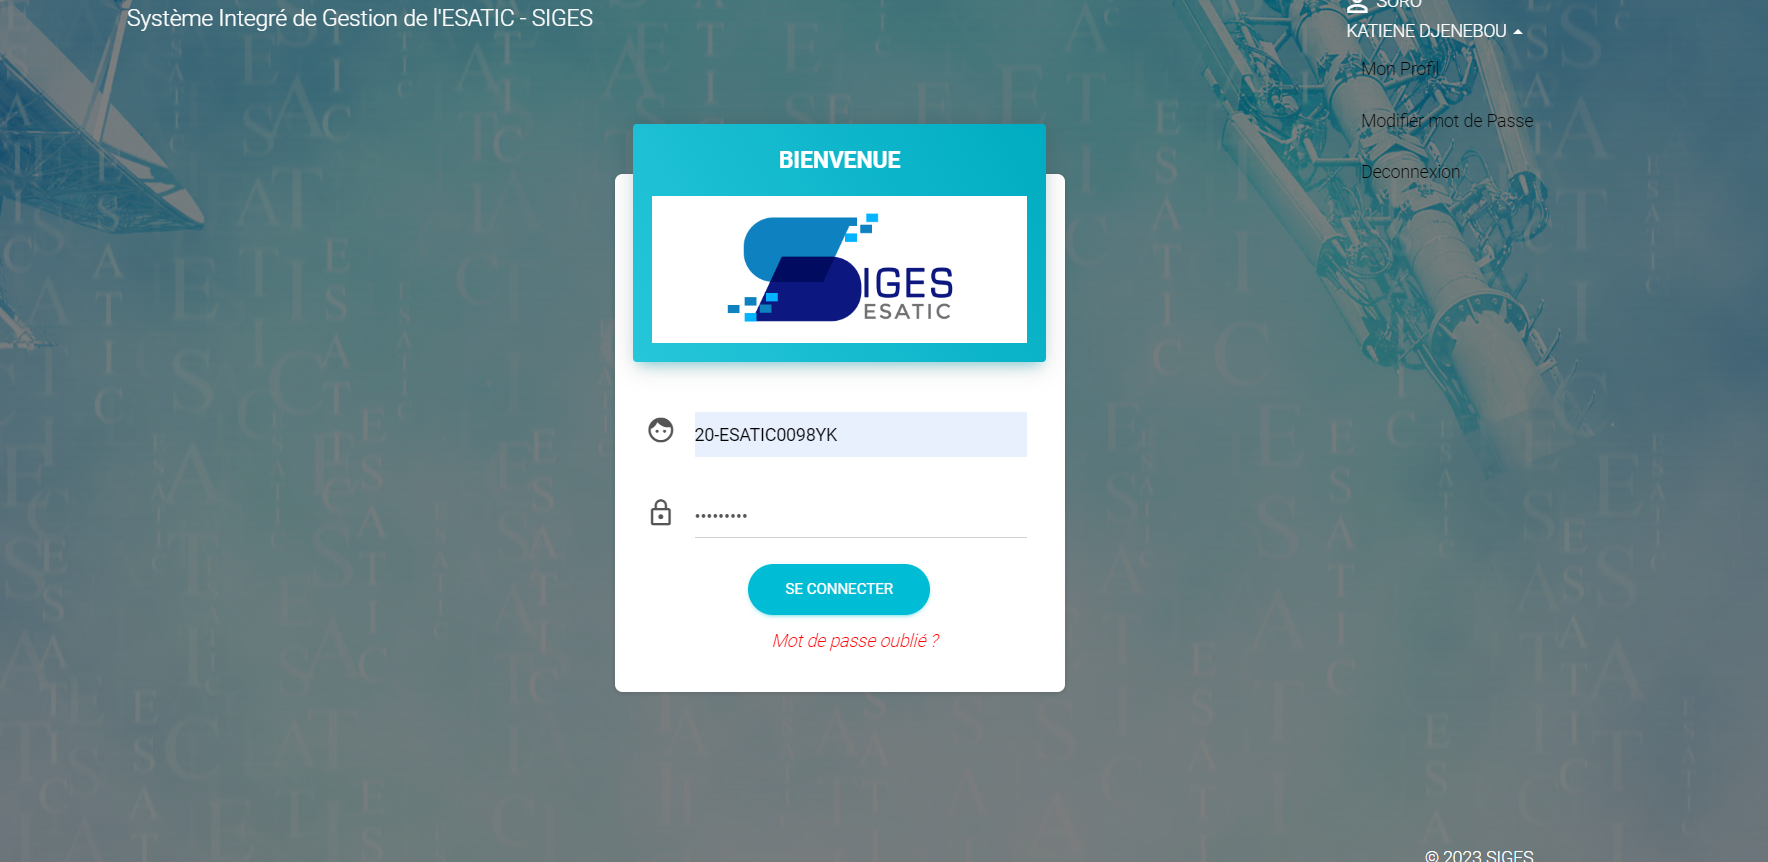 Système Integré de Gestion de l'ESATIC - SIGES
SORO
KATIENE DJENEBOU
Mon Profil
Modifier mot de Passe
Deconnexion
BIENVENUE
SIGES
ESATIC
20-ESATIC0098YK
•••••••••
SE CONNECTER
Mot de passe oublié ?
© 2023 SIGES